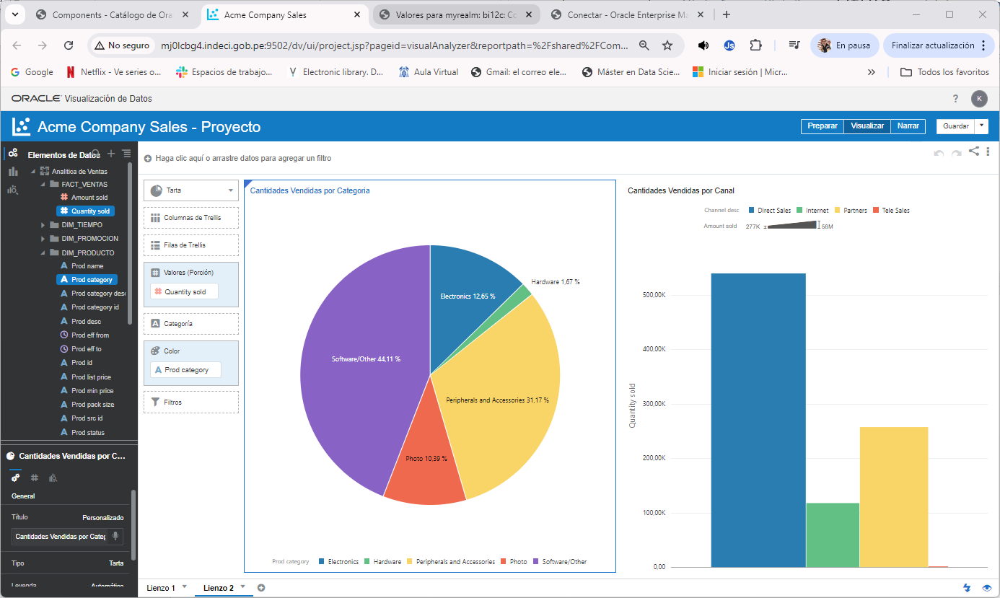 Components - Catálogo de Ora
Acme Company Sales
Valores para myrealm: bi12c: Co
Conectar - Oracle Enterprise Ma
No seguro
mj0lcbg4.indeci.gob.pe:9502/dv/ui/project.jsp?pageid=visualAnalyzer&reportpath=%2Fshared%2FCom...
En pausa
Finalizar actualización
Google
Netflix - Ve series o...
Espacios de trabajo...
Electronic library. D...
Aula Virtual
Gmail: el correo ele...
Máster en Data Scie...
Iniciar sesión | Micr...
Todos los favoritos
ORACLE Visualización de Datos
? K
Acme Company Sales - Proyecto
Preparar Visualizar Narrar
Guardar
Elementos de Datos
Analitica de Ventas
FACT_VENTAS
Amount sold
Quantity sold
DIM_TIEMPO
DIM_PROMOCION
DIM_PRODUCTO
Prod name
Prod category
Prod category desc
Prod category id
Prod desc
Prod eff from
Prod eff to
Prod id
Prod list price
Prod min price
Prod pack size
Prod src id
Prod status
Cantidades Vendidas por C...
General
Título Personalizado
Cantidades Vendidas por Categ
Tipo Tarta
Leyenda Automático
Haga clic aquí o arrastre datos para agregar un filtro
Tarta
Columnas de Trellis
Filas de Trellis
Valores (Porción)
Quantity sold
Categoría
Color
Prod category
Filtros
Cantidades Vendidas por Categoria
Electronics 12,65 %
Hardware 1,67 %
Software/Other 44,11 %
Peripherals and Accessories 31,17 %
Photo 10,39 %
Prod category Electronics Hardware Peripherals and Accessories Photo Software/Other
Cantidades Vendidas por Canal
Channel desc Direct Sales Internet Partners Tele Sales
Amount sold 277K 58M
Quantity sold
500,00K
400,00K
300,00K
200,00K
100,00K
0,00
Lienzo 1
Lienzo 2